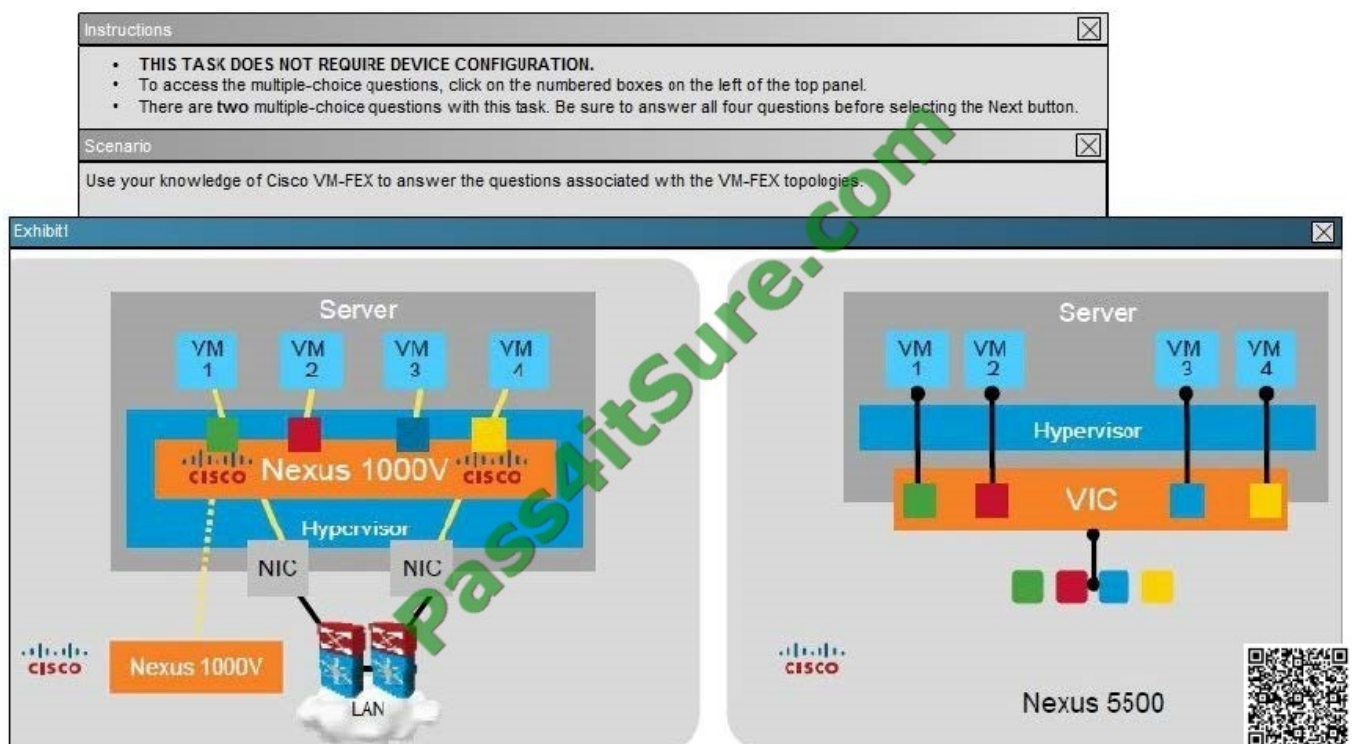 Instructions
• THIS TASK DOES NOT REQUIRE DEVICE CONFIGURATION.
• To access the multiple-choice questions, click on the numbered boxes on the left of the top panel.
• There are two multiple-choice questions with this task. Be sure to answer all four questions before selecting the Next button.
Scenario
Use your knowledge of Cisco VM-FEX to answer the questions associated with the VM-FEX topologies.
Exhibit1
Server
VM 1
VM 2
VM 3
VM 4
CISCO Nexus 1000V CISCO
Hypervisor
NIC
NIC
CISCO
Nexus 1000V
LAN
Server
VM 1
VM 2
VM 3
VM 4
Hypervisor
VIC
CISCO
Nexus 5500
Pass4itSure.com